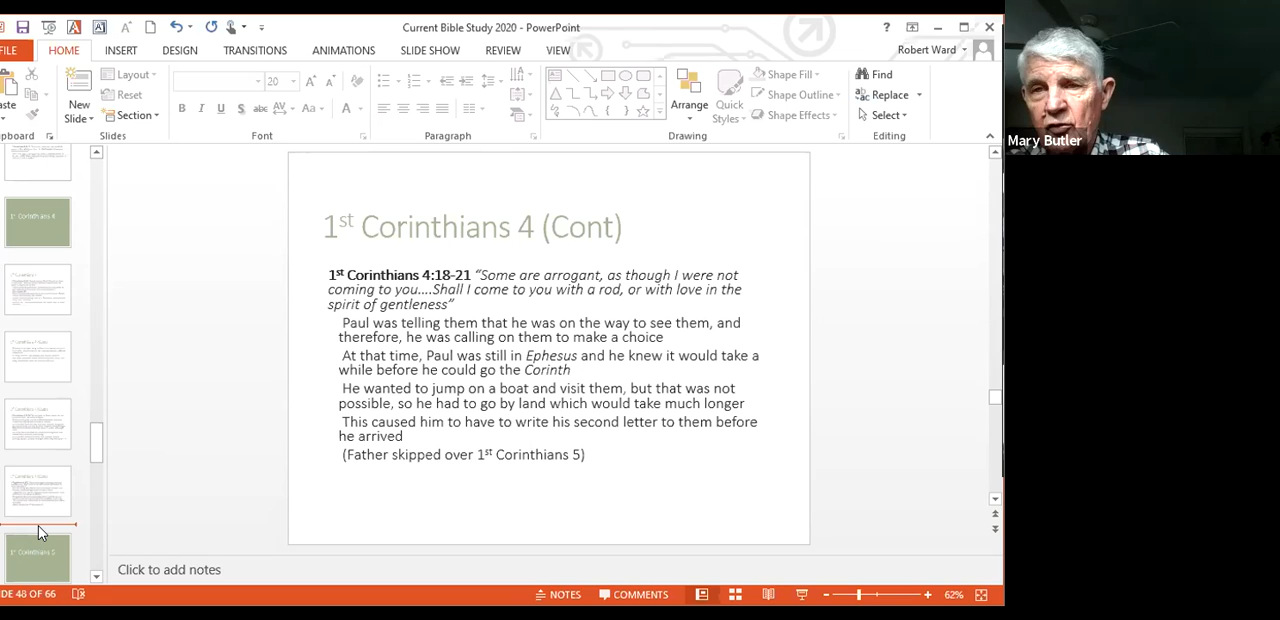 Current Bible Study 2020 - PowerPoint
?
FILE HOME INSERT DESIGN TRANSITIONS ANIMATIONS SLIDE SHOW REVIEW VIEW
Robert Ward
New
Slide
Layout
Reset
Section
20
B I U S abc AV Aa A
Arrange
Quick
Styles
Shape Fill
Shape Outline
Shape Effects
Find
Replace
Select
Slides Font Paragraph Drawing Editing
Mary Butler
1st Corinthians 4
1st Corinthians 5
1st Corinthians 4 (Cont)
1st Corinthians 4:18-21 “Some are arrogant, as though I were not
coming to you….Shall I come to you with a rod, or with love in the
spirit of gentleness”
Paul was telling them that he was on the way to see them, and
therefore, he was calling on them to make a choice
At that time, Paul was still in Ephesus and he knew it would take a
while before he could go the Corinth
He wanted to jump on a boat and visit them, but that was not
possible, so he had to go by land which would take much longer
This caused him to have to write his second letter to them before
he arrived
(Father skipped over 1st Corinthians 5)
Click to add notes
DE 48 OF 66
NOTES COMMENTS 62%